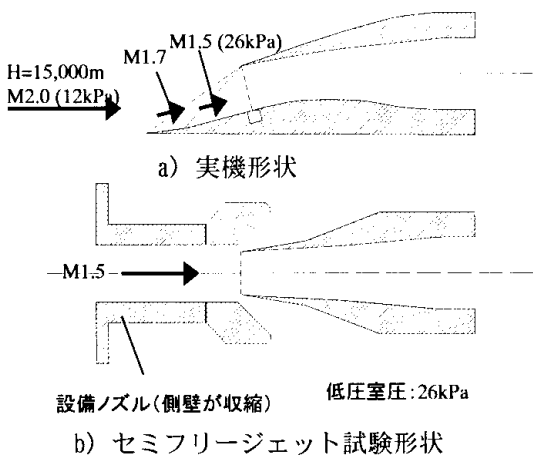 M1.5 (26kPa)
M1.7
H=15,000m
M2.0 (12kPa)
a) 実機形状
M1.5
設備ノズル(側壁が収縮)
低圧室圧:26kPa
b) セミフリージェット試験形状